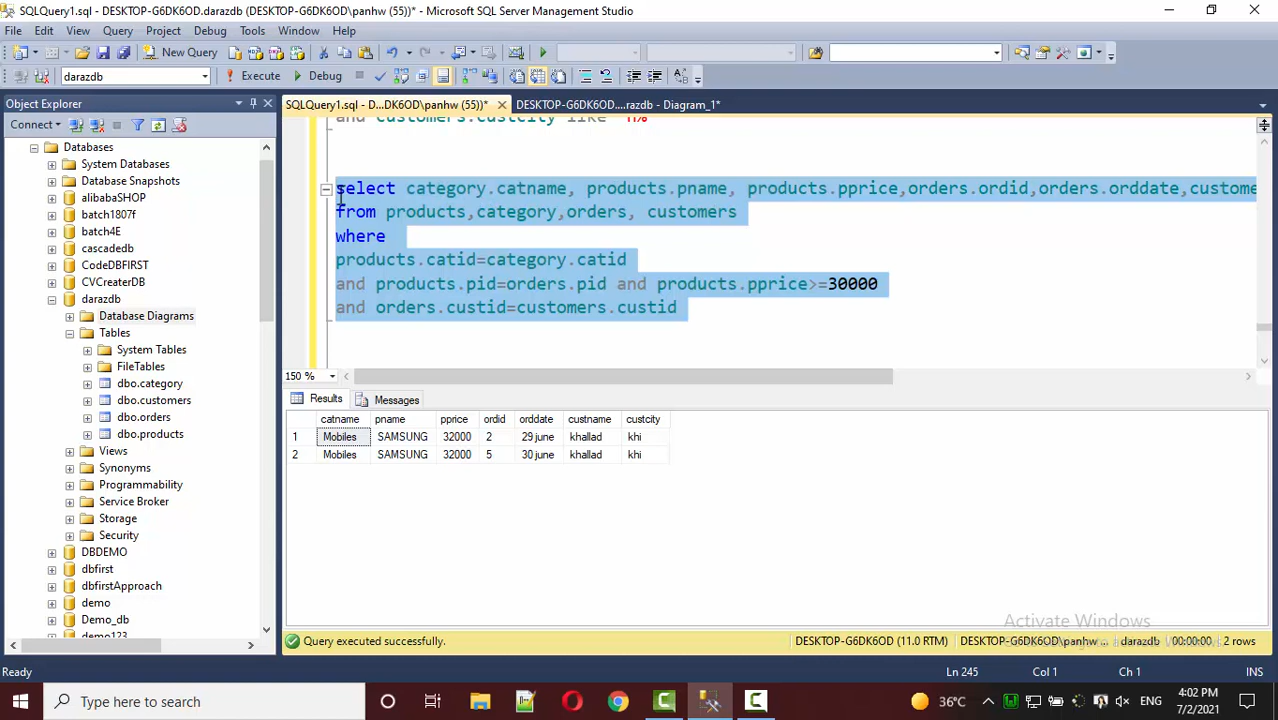 SQLQuery1.sql - DESKTOP-G6DK6OD.darazdb (DESKTOP-G6DK6OD\panhw (55))* - Microsoft SQL Server Management Studio
File Edit View Query Project Debug Tools Window Help
New Query
darazdb Execute Debug
Object Explorer
SQLQuery1.sql - D...DK6OD\panhw (55))* DESKTOP-G6DK6OD....razdb - Diagram_1*
Connect
Databases
System Databases
Database Snapshots
alibabaSHOP
batch1807f
batch4E
cascadedb
CodeDBFIRST
CVCreaterDB
darazdb
Database Diagrams
Tables
System Tables
FileTables
dbo.category
dbo.customers
dbo.orders
dbo.products
Views
Synonyms
Programmability
Service Broker
Storage
Security
DBDEMO
dbfirst
dbfirstApproach
demo
Demo_db
demo123
and customers.custcity like
select category.catname, products.pname, products.pprice,orders.ordid,orders.orddate,custome
from products,category,orders, customers
where
products.catid=category.catid
and products.pid=orders.pid and products.pprice>=30000
and orders.custid=customers.custid
150 %
Results Messages
catname pname pprice ordid orddate custname custcity
1 Mobiles SAMSUNG 32000 2 29 june khallad khi
2 Mobiles SAMSUNG 32000 5 30 june khallad khi
Activate Windows
Query executed successfully. DESKTOP-G6DK6OD (11.0 RTM) DESKTOP-G6DK6OD\panhw... darazdb 00:00:00 2 rows
Ready Ln 245 Col 1 Ch 1 INS
Type here to search 36°C ENG 4:02 PM
7/2/2021